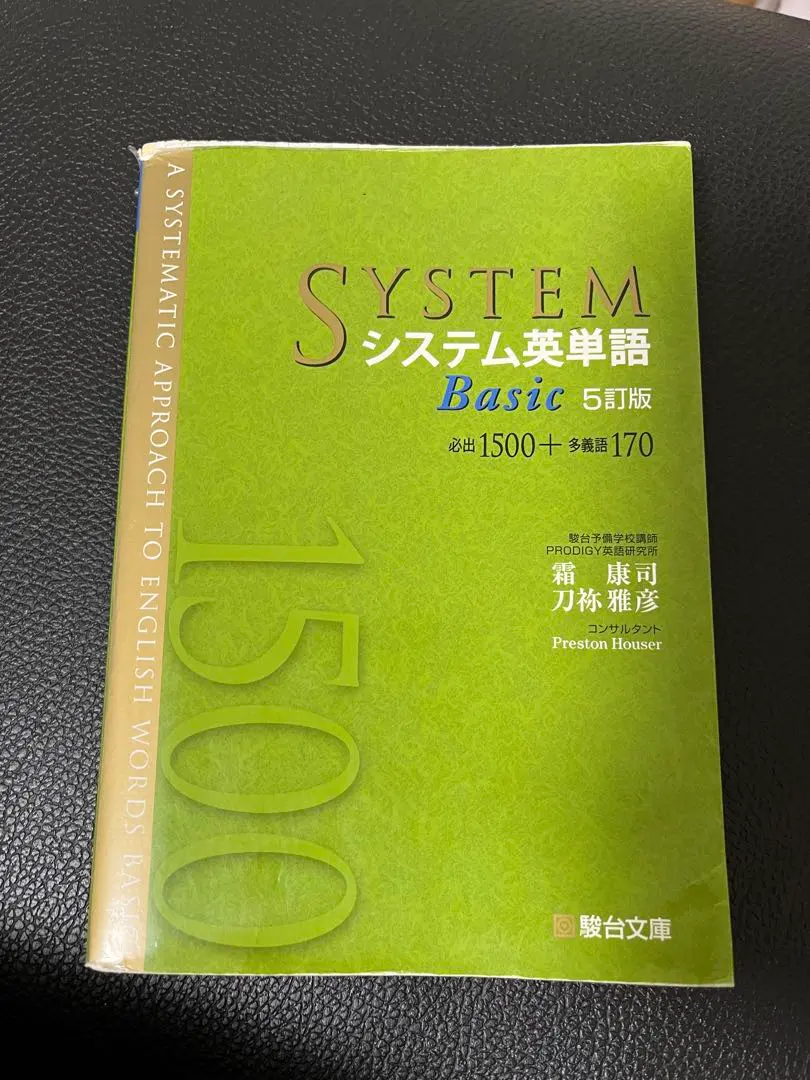 A SYSTEMATIC APPROACH TO ENGLISH WORDS BASIC
SYSTEM
システム英単語
Basic 5訂版
必出1500+多義語170
駿台予備学校講師
PRODIGY英語研究所
霜 康司
刀祢雅彦
コンサルタント
Preston Houser
1500
駿台文庫